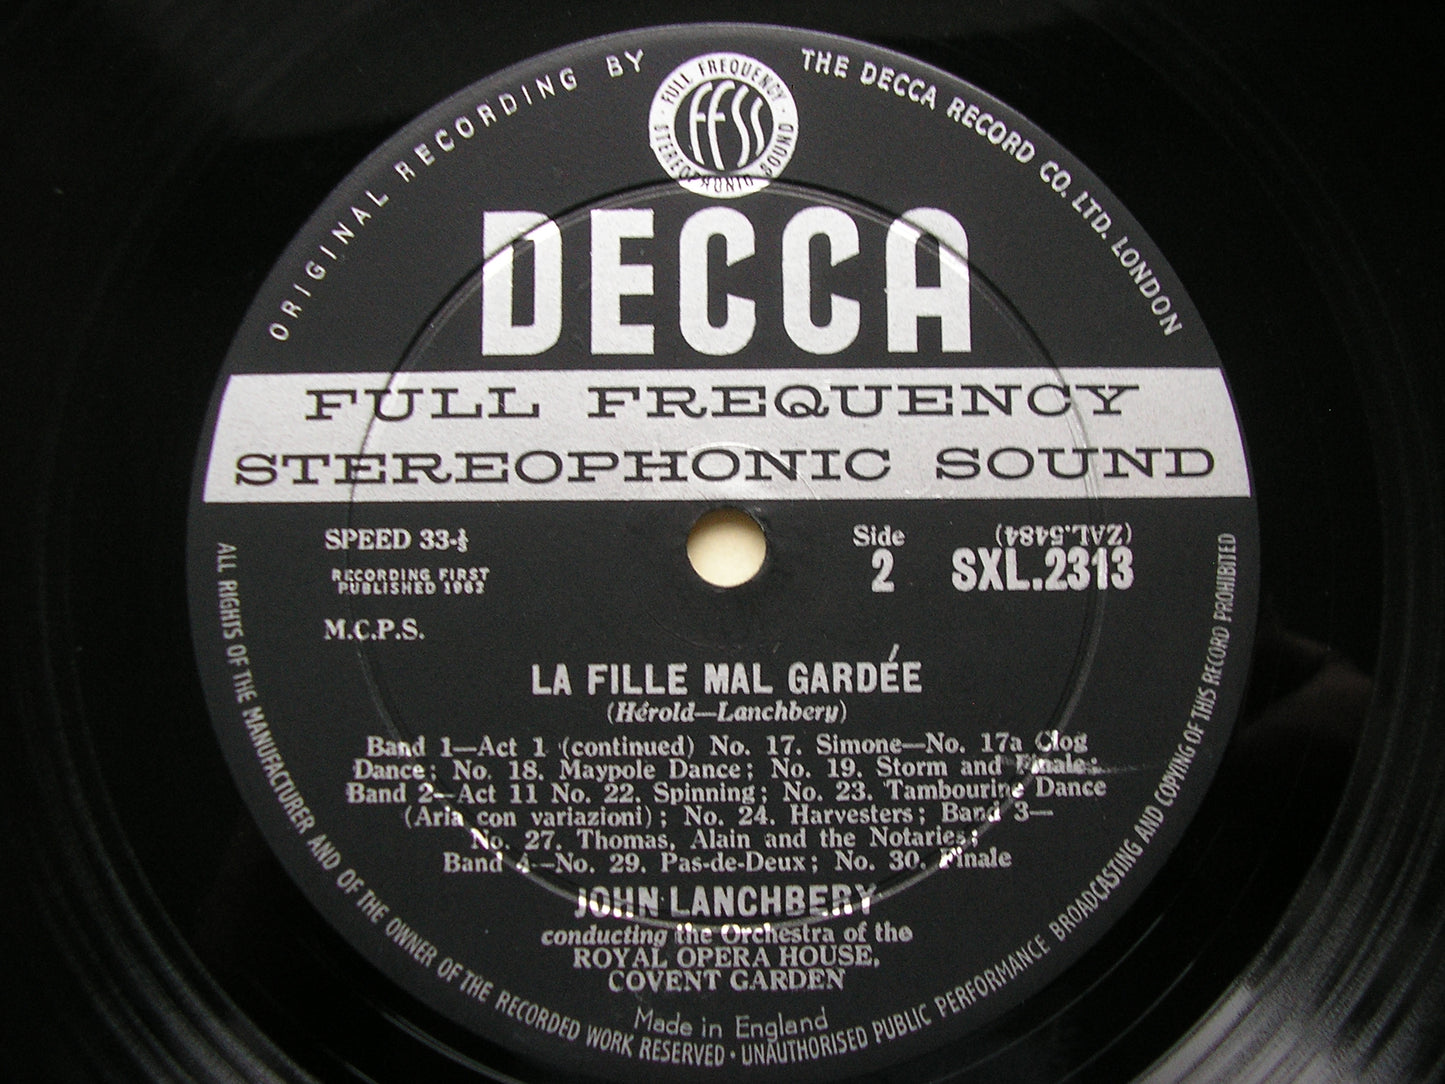 ORIGINAL RECORDING BY THE DECCA RECORD CO. LTD. LONDON
FULL FREQUENCY STEREOPHONIC SOUND
FFSS
DECCA
FULL FREQUENCY
STEREOPHONIC SOUND
SPEED 33-⅓
RECORDING FIRST
PUBLISHED 1962
M.C.P.S.
Side
2
(ZAL.5484)
SXL.2313
LA FILLE MAL GARDÉE
(Hérold—Lanchbery)
Band 1—Act 1 (continued) No. 17. Simone—No. 17a Clog
Dance; No. 18. Maypole Dance; No. 19. Storm and Finale;
Band 2—Act 11 No. 22. Spinning; No. 23. Tambourine Dance
(Aria con variazioni); No. 24. Harvesters; Band 3—
No. 27. Thomas, Alain and the Notaries;
Band 4—No. 29. Pas-de-Deux; No. 30. Finale
JOHN LANCHBERY
conducting the Orchestra of the
ROYAL OPERA HOUSE,
COVENT GARDEN
Made in England
ALL RIGHTS OF THE MANUFACTURER AND OF THE OWNER OF THE RECORDED WORK RESERVED · UNAUTHORISED PUBLIC PERFORMANCE BROADCASTING AND COPYING OF THIS RECORD PROHIBITED